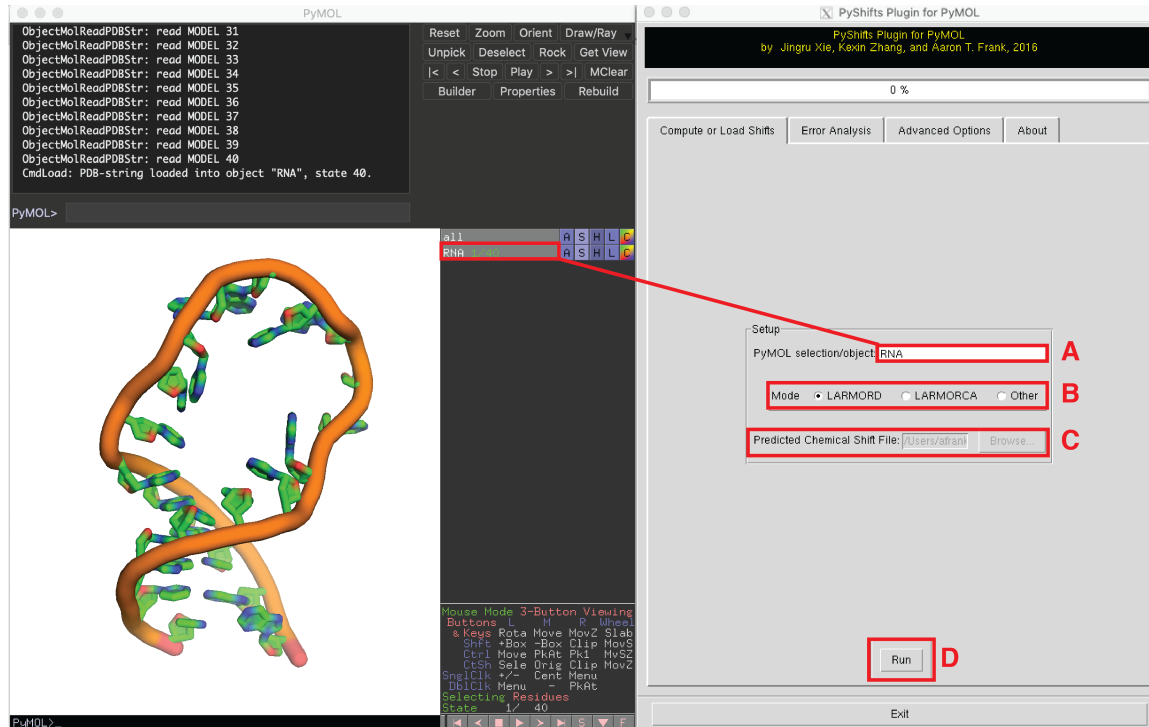 PyMOL
ObjectMolReadPDBStr: read MODEL 31
ObjectMolReadPDBStr: read MODEL 32
ObjectMolReadPDBStr: read MODEL 33
ObjectMolReadPDBStr: read MODEL 34
ObjectMolReadPDBStr: read MODEL 35
ObjectMolReadPDBStr: read MODEL 36
ObjectMolReadPDBStr: read MODEL 37
ObjectMolReadPDBStr: read MODEL 38
ObjectMolReadPDBStr: read MODEL 39
ObjectMolReadPDBStr: read MODEL 40
CmdLoad: PDB-string loaded into object "RNA", state 40.
PyMOL>
Reset Zoom Orient Draw/Ray
Unpick Deselect Rock Get View
|< < Stop Play > >| MClear
Builder Properties Rebuild
all A S H L C
RNA 1/40 A S H L C
Mouse Mode 3-Button Viewing
Buttons L M R Wheel
& Keys Rota Move MovZ Slab
Shft +Box -Box Clip MovS
Ctrl Move PkAt Pk1 MvSZ
CtSh Sele Orig Clip MovZ
SnglClk +/- Cent Menu
DblClk Menu - PkAt
Selecting Residues
State 1/ 40
S F
PyMOL>_
PyShifts Plugin for PyMOL
PyShifts Plugin for PyMOL
by Jingru Xie, Kexin Zhang, and Aaron T. Frank, 2016
0 %
Compute or Load Shifts Error Analysis Advanced Options About
Setup
PyMOL selection/object: RNA A
Mode LARMORD LARMORCA Other B
Predicted Chemical Shift File: /Users/afrank Browse... C
Run D
Exit